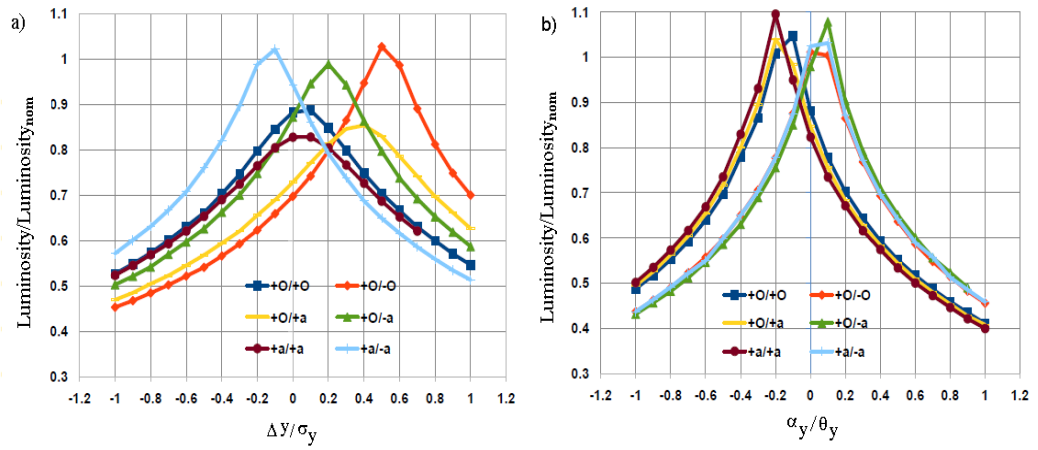 a)
Luminosity/Luminosity_nom
1.1
1
0.9
0.8
0.7
0.6
0.5
0.4
0.3
+O/+O
+O/-O
+O/+a
+O/-a
+a/+a
+a/-a
-1.2 -1 -0.8 -0.6 -0.4 -0.2 0 0.2 0.4 0.6 0.8 1 1.2
Δy/σy
b)
Luminosity/Luminosity_nom
1.1
1
0.9
0.8
0.7
0.6
0.5
0.4
0.3
+O/+O
+O/-O
+O/+a
+O/-a
+a/+a
+a/-a
-1.2 -1 -0.8 -0.6 -0.4 -0.2 0 0.2 0.4 0.6 0.8 1 1.2
αy/θy